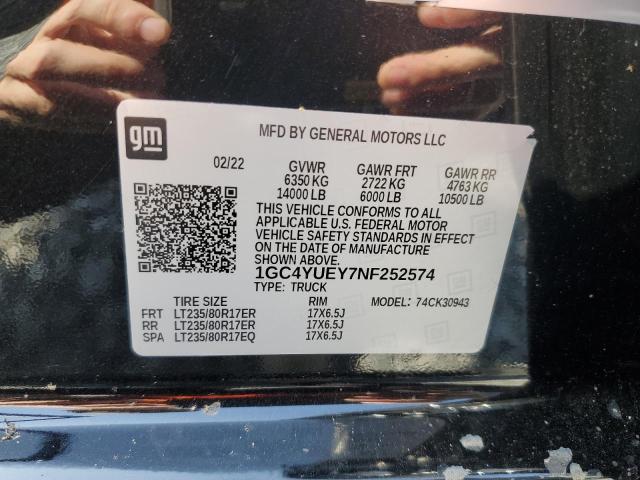 gm
MFD BY GENERAL MOTORS LLC
02/22 GVWR GAWR FRT GAWR RR
6350 KG 2722 KG 4763 KG
14000 LB 6000 LB 10500 LB
THIS VEHICLE CONFORMS TO ALL
APPLICABLE U.S. FEDERAL MOTOR
VEHICLE SAFETY STANDARDS IN EFFECT
ON THE DATE OF MANUFACTURE
SHOWN ABOVE.
1GC4YUEY7NF252574
TYPE: TRUCK
TIRE SIZE RIM MODEL: 74CK30943
FRT LT235/80R17ER 17X6.5J
RR LT235/80R17ER 17X6.5J
SPA LT235/80R17EQ 17X6.5J